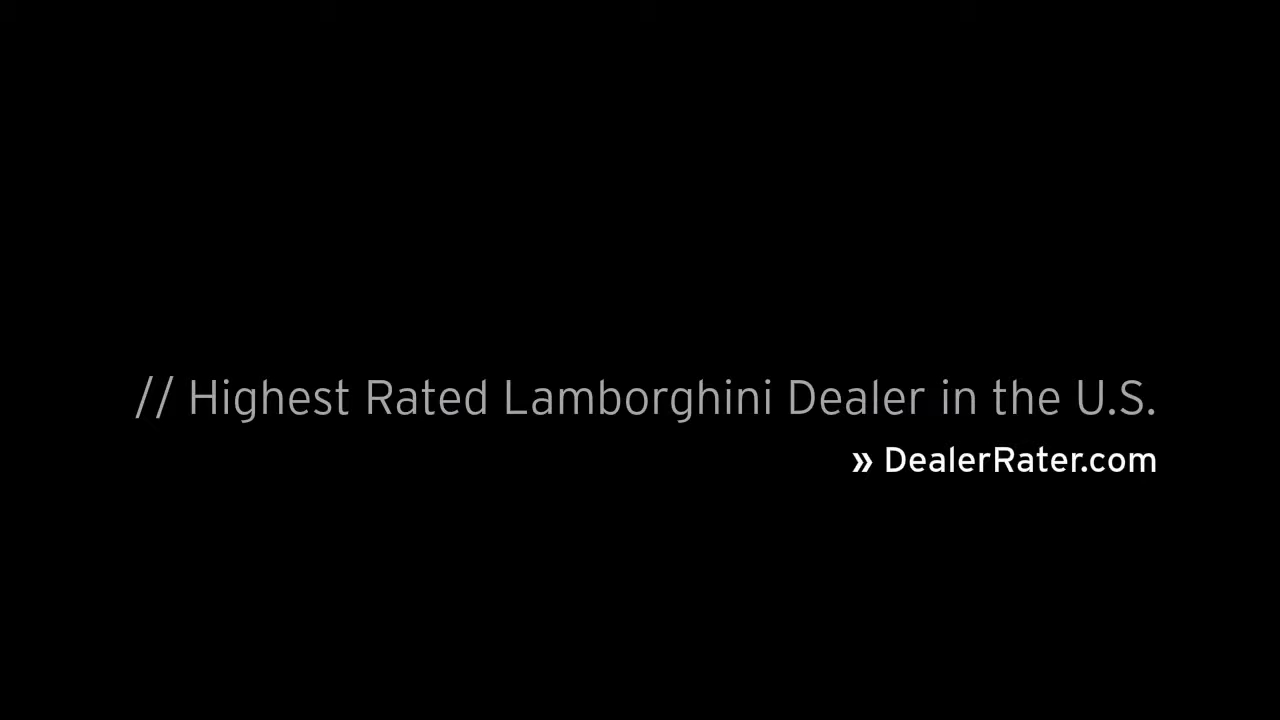 // Highest Rated Lamborghini Dealer in the U.S.
» DealerRater.com